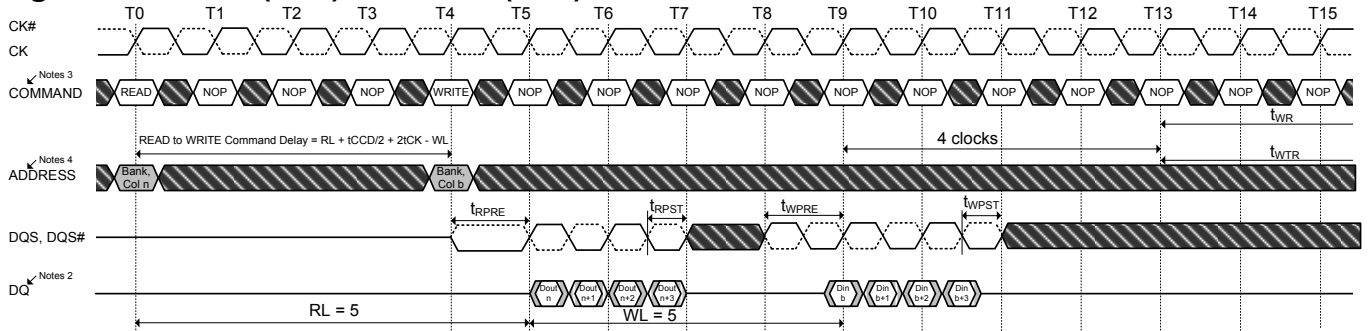 T0 T1 T2 T3 T4 T5 T6 T7 T8 T9 T10 T11 T12 T13 T14 T15
CK#
CK
Notes 3
COMMAND READ NOP NOP NOP WRITE NOP NOP NOP NOP NOP NOP NOP NOP NOP NOP NOP
tWR
READ to WRITE Command Delay = RL + tCCD/2 + 2tCK - WL
4 clocks
tWTR
Notes 4
ADDRESS
Bank, Col n
Bank, Col b
tRPRE tRPST tWPRE tWPST
DQS, DQS#
Notes 2
DQ
Dout n
Dout n+1
Dout n+2
Dout n+3
Din b
Din b+1
Din b+2
Din b+3
RL = 5 WL = 5